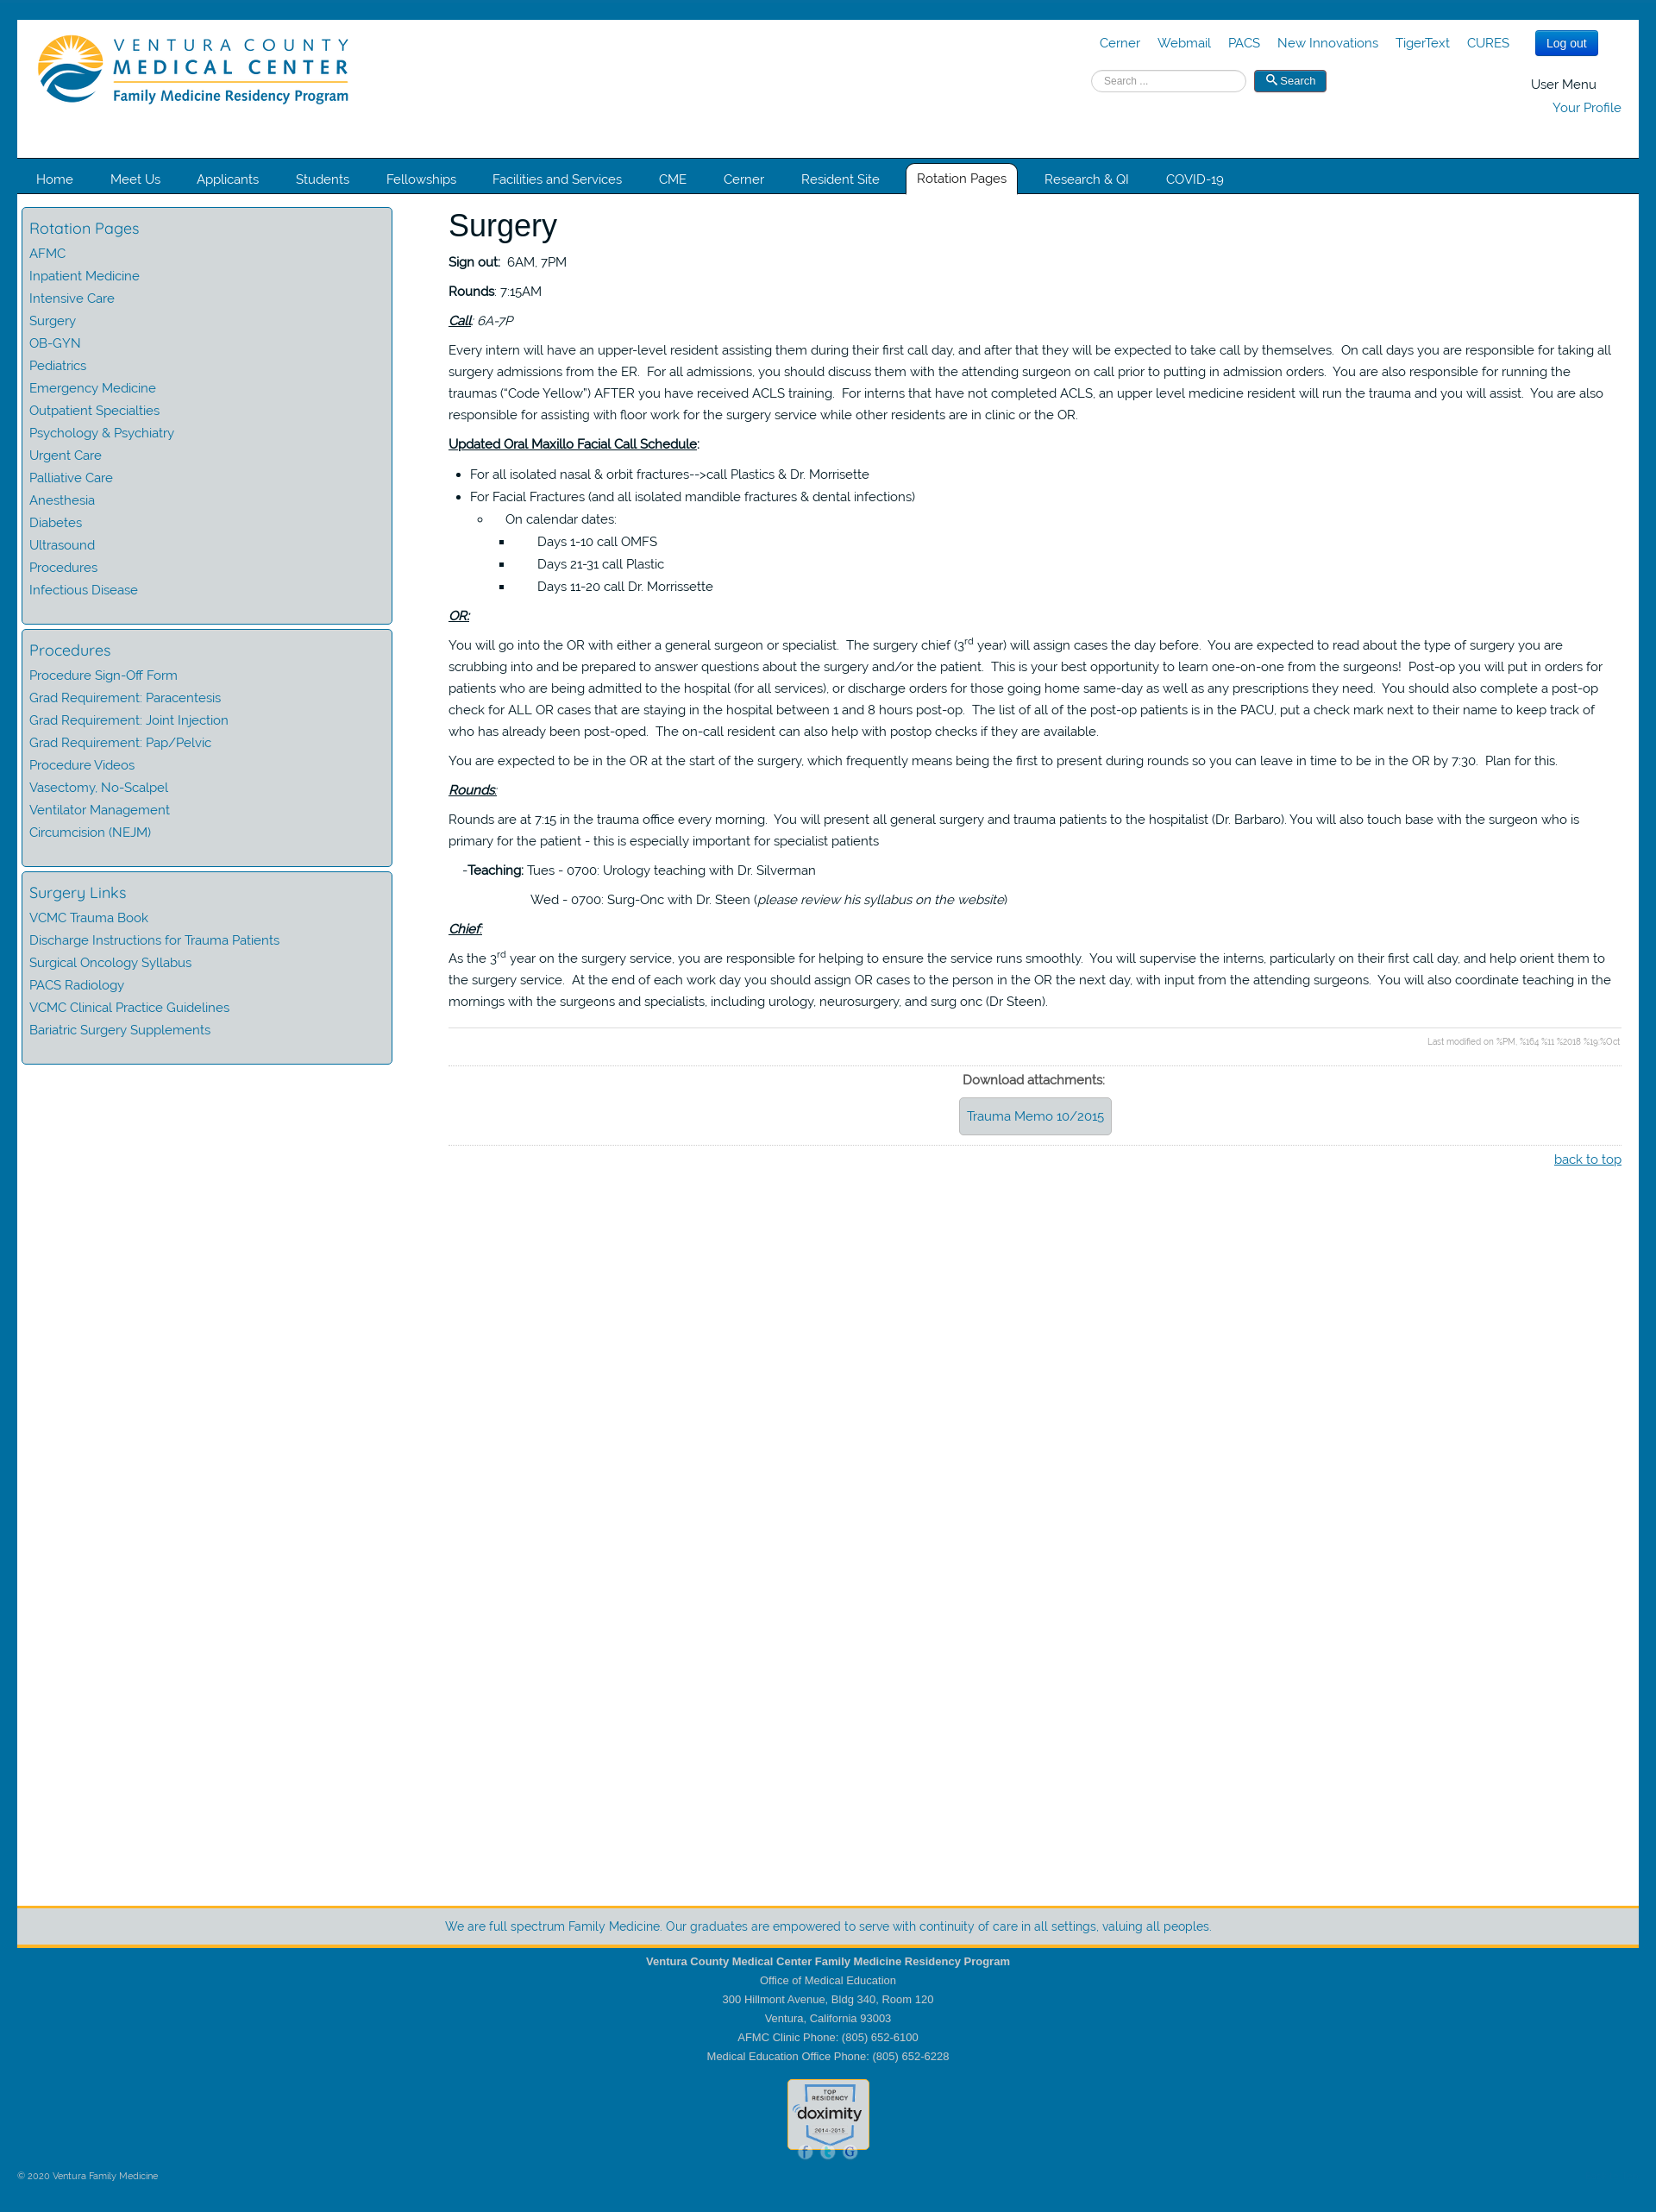 VENTURA COUNTY
MEDICAL CENTER
Family Medicine Residency Program
Cerner Webmail PACS New Innovations TigerText CURES Log out
Search ... Search
User Menu
Your Profile
Home Meet Us Applicants Students Fellowships Facilities and Services CME Cerner Resident Site Rotation Pages Research & QI COVID-19
Rotation Pages
AFMC
Inpatient Medicine
Intensive Care
Surgery
OB-GYN
Pediatrics
Emergency Medicine
Outpatient Specialties
Psychology & Psychiatry
Urgent Care
Palliative Care
Anesthesia
Diabetes
Ultrasound
Procedures
Infectious Disease
Procedures
Procedure Sign-Off Form
Grad Requirement: Paracentesis
Grad Requirement: Joint Injection
Grad Requirement: Pap/Pelvic
Procedure Videos
Vasectomy, No-Scalpel
Ventilator Management
Circumcision (NEJM)
Surgery Links
VCMC Trauma Book
Discharge Instructions for Trauma Patients
Surgical Oncology Syllabus
PACS Radiology
VCMC Clinical Practice Guidelines
Bariatric Surgery Supplements
Surgery
Sign out: 6AM, 7PM
Rounds: 7:15AM
Call: 6A-7P
Every intern will have an upper-level resident assisting them during their first call day, and after that they will be expected to take call by themselves. On call days you are responsible for taking all
surgery admissions from the ER. For all admissions, you should discuss them with the attending surgeon on call prior to putting in admission orders. You are also responsible for running the
traumas (“Code Yellow”) AFTER you have received ACLS training. For interns that have not completed ACLS, an upper level medicine resident will run the trauma and you will assist. You are also
responsible for assisting with floor work for the surgery service while other residents are in clinic or the OR.
Updated Oral Maxillo Facial Call Schedule:
For all isolated nasal & orbit fractures-->call Plastics & Dr. Morrisette
For Facial Fractures (and all isolated mandible fractures & dental infections)
On calendar dates:
Days 1-10 call OMFS
Days 21-31 call Plastic
Days 11-20 call Dr. Morrissette
OR:
You will go into the OR with either a general surgeon or specialist. The surgery chief (3rd year) will assign cases the day before. You are expected to read about the type of surgery you are
scrubbing into and be prepared to answer questions about the surgery and/or the patient. This is your best opportunity to learn one-on-one from the surgeons! Post-op you will put in orders for
patients who are being admitted to the hospital (for all services), or discharge orders for those going home same-day as well as any prescriptions they need. You should also complete a post-op
check for ALL OR cases that are staying in the hospital between 1 and 8 hours post-op. The list of all of the post-op patients is in the PACU, put a check mark next to their name to keep track of
who has already been post-oped. The on-call resident can also help with postop checks if they are available.
You are expected to be in the OR at the start of the surgery, which frequently means being the first to present during rounds so you can leave in time to be in the OR by 7:30. Plan for this.
Rounds:
Rounds are at 7:15 in the trauma office every morning. You will present all general surgery and trauma patients to the hospitalist (Dr. Barbaro). You will also touch base with the surgeon who is
primary for the patient - this is especially important for specialist patients
-Teaching: Tues - 0700: Urology teaching with Dr. Silverman
Wed - 0700: Surg-Onc with Dr. Steen (please review his syllabus on the website)
Chief:
As the 3rd year on the surgery service, you are responsible for helping to ensure the service runs smoothly. You will supervise the interns, particularly on their first call day, and help orient them to
the surgery service. At the end of each work day you should assign OR cases to the person in the OR the next day, with input from the attending surgeons. You will also coordinate teaching in the
mornings with the surgeons and specialists, including urology, neurosurgery, and surg onc (Dr Steen).
Last modified on %PM, %164 %11 %2018 %19:%Oct
Download attachments:
Trauma Memo 10/2015
back to top
We are full spectrum Family Medicine. Our graduates are empowered to serve with continuity of care in all settings, valuing all peoples.
Ventura County Medical Center Family Medicine Residency Program
Office of Medical Education
300 Hillmont Avenue, Bldg 340, Room 120
Ventura, California 93003
AFMC Clinic Phone: (805) 652-6100
Medical Education Office Phone: (805) 652-6228
TOP
RESIDENCY
doximity
2014-2015
f t G
© 2020 Ventura Family Medicine